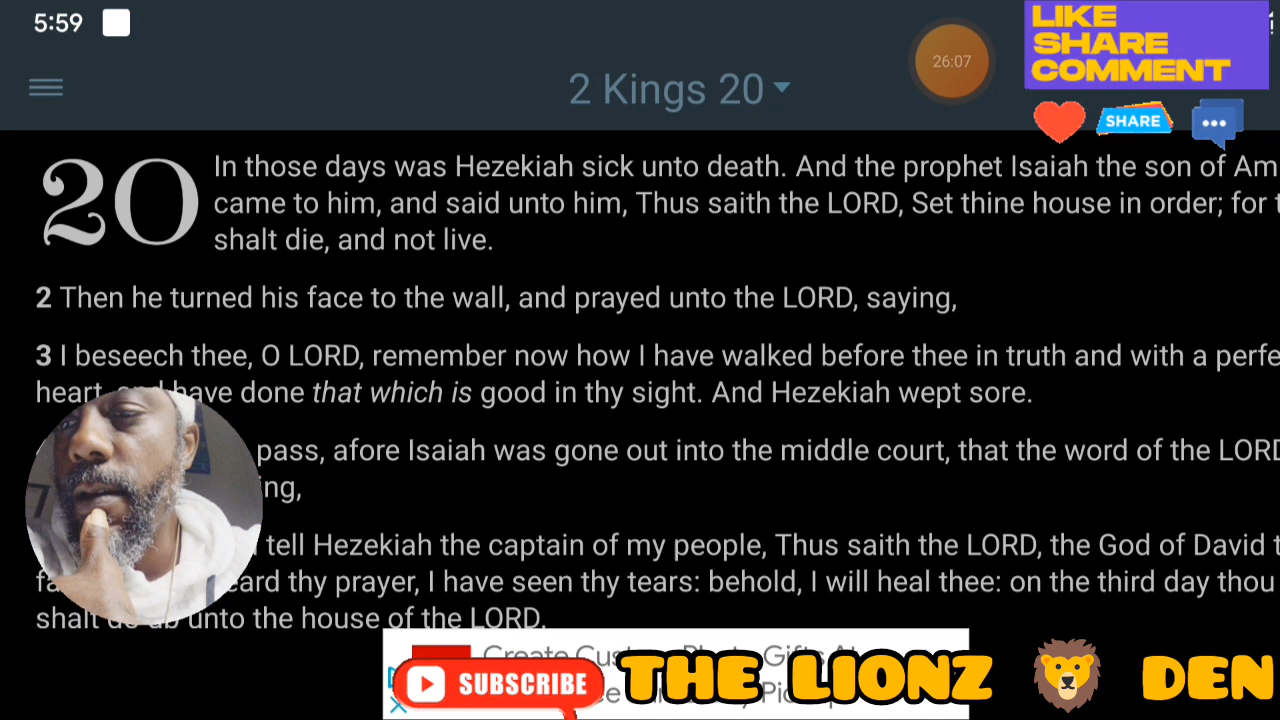 5:59
26:07
LIKE
SHARE
COMMENT
SHARE
2 Kings 20
20
In those days was Hezekiah sick unto death. And the prophet Isaiah the son of Am
came to him, and said unto him, Thus saith the LORD, Set thine house in order; for t
shalt die, and not live.
2 Then he turned his face to the wall, and prayed unto the LORD, saying,
3 I beseech thee, O LORD, remember now how I have walked before thee in truth and with a perfe
heart, and have done that which is good in thy sight. And Hezekiah wept sore.
pass, afore Isaiah was gone out into the middle court, that the word of the LORD
ing,
tell Hezekiah the captain of my people, Thus saith the LORD, the God of David t
eard thy prayer, I have seen thy tears: behold, I will heal thee: on the third day thou
shalt go up unto the house of the LORD.
SUBSCRIBE
THE LIONZ DEN